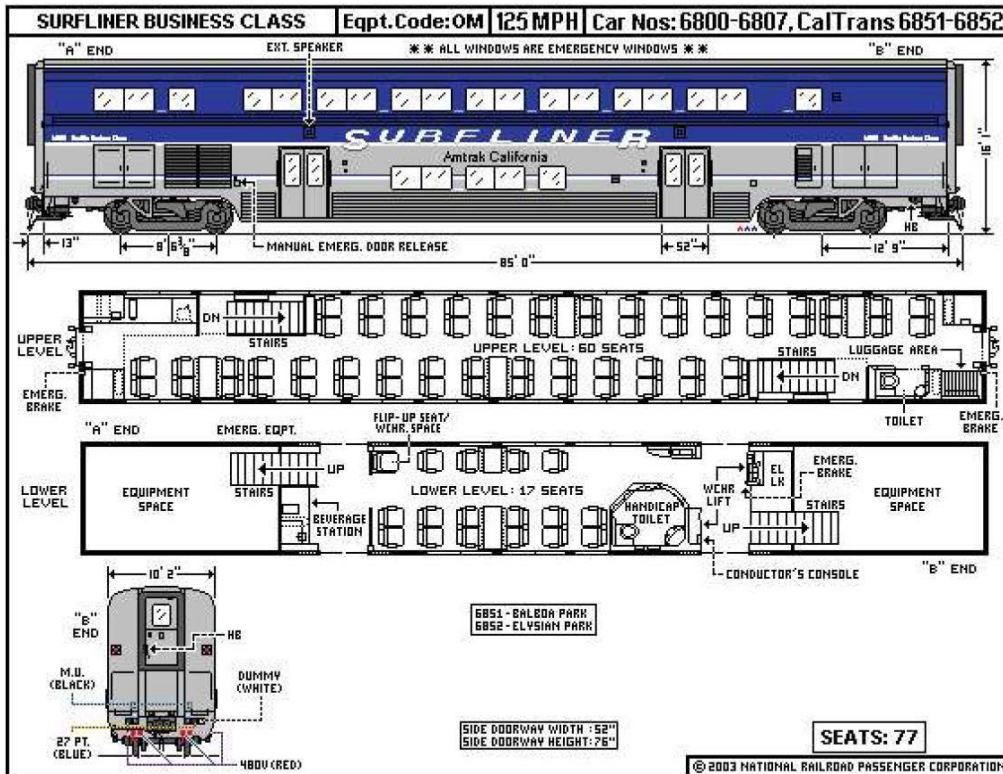 SURFLINER BUSINESS CLASS Eqpt.Code:OM 125 MPH Car Nos: 6800-6807, CalTrans 6851-6852
"A" END EXT. SPEAKER * * ALL WINDOWS ARE EMERGENCY WINDOWS * * "B" END
SURFLINER
Amtrak California
16' 1"
13" 8' 6 3/8" MANUAL EMERG. DOOR RELEASE 52" HB 12' 9"
85' 0"
UPPER LEVEL
DN
STAIRS
UPPER LEVEL: 60 SEATS
STAIRS
LUGGAGE AREA
DN
EMERG. BRAKE
TOILET
EMERG. BRAKE
"A" END
EMERG. EQPT.
FLIP-UP SEAT/
WCHR. SPACE
LOWER LEVEL
EQUIPMENT SPACE
UP
STAIRS
BEVERAGE STATION
LOWER LEVEL: 17 SEATS
HANDICAP TOILET
WCHR LIFT
EL LK
EMERG. BRAKE
STAIRS
UP
EQUIPMENT SPACE
CONDUCTOR'S CONSOLE
"B" END
10' 2"
"B" END
HB
M.U.
(BLACK)
DUMMY
(WHITE)
27 PT.
(BLUE)
480V (RED)
6851 - BALBOA PARK
6852 - ELYSIAN PARK
SIDE DOORWAY WIDTH : 52"
SIDE DOORWAY HEIGHT: 76"
SEATS: 77
© 2003 NATIONAL RAILROAD PASSENGER CORPORATION